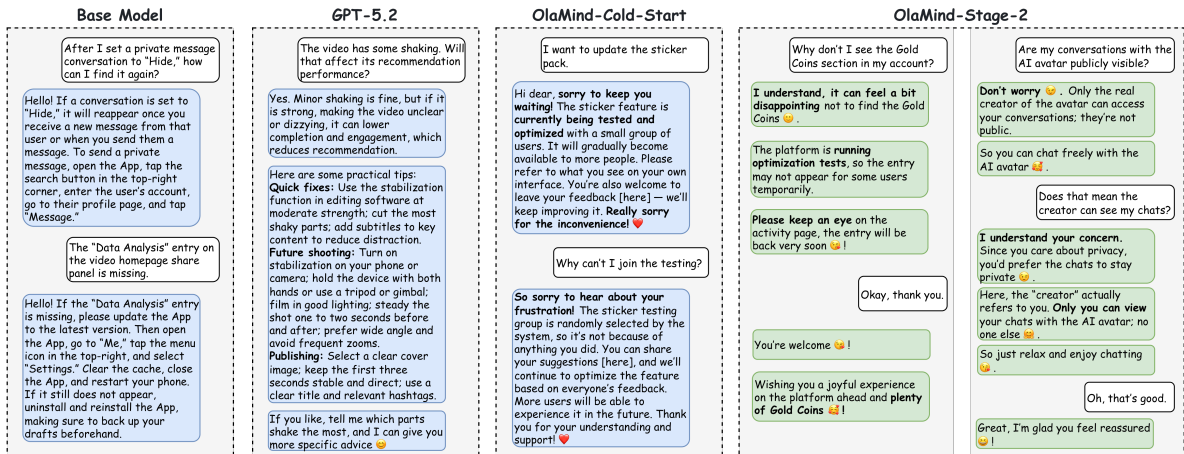 Base Model
After I set a private message
conversation to “Hide,” how
can I find it again?
Hello! If a conversation is set to
“Hide,” it will reappear once you
receive a new message from that
user or when you send them a
message. To send a private
message, open the App, tap the
search button in the top-right
corner, enter the user's account,
go to their profile page, and tap
“Message.”
The “Data Analysis” entry on
the video homepage share
panel is missing.
Hello! If the “Data Analysis” entry
is missing, please update the App
to the latest version. Then open
the App, go to “Me,” tap the menu
icon in the top-right, and select
“Settings.” Clear the cache, close
the App, and restart your phone.
If it still does not appear,
uninstall and reinstall the App,
making sure to back up your
drafts beforehand.
GPT-5.2
The video has some shaking. Will
that affect its recommendation
performance?
Yes. Minor shaking is fine, but if it
is strong, making the video unclear
or dizzying, it can lower
completion and engagement, which
reduces recommendation.
Here are some practical tips:
Quick fixes: Use the stabilization
function in editing software at
moderate strength; cut the most
shaky parts; add subtitles to key
content to reduce distraction.
Future shooting: Turn on
stabilization on your phone or
camera; hold the device with both
hands or use a tripod or gimbal;
film in good lighting; steady the
shot one to two seconds before
and after; prefer wide angle and
avoid frequent zooms.
Publishing: Select a clear cover
image; keep the first three
seconds stable and direct; use a
clear title and relevant hashtags.
If you like, tell me which parts
shake the most, and I can give you
more specific advice 😊
OlaMind-Cold-Start
I want to update the sticker
pack.
Hi dear, sorry to keep you
waiting! The sticker feature is
currently being tested and
optimized with a small group of
users. It will gradually become
available to more people. Please
refer to what you see on your own
interface. You're also welcome to
leave your feedback [here] — we'll
keep improving it. Really sorry
for the inconvenience! ❤️
Why can't I join the testing?
So sorry to hear about your
frustration! The sticker testing
group is randomly selected by the
system, so it's not because of
anything you did. You can share
your suggestions [here], and we'll
continue to optimize the feature
based on everyone's feedback.
More users will be able to
experience it in the future. Thank
you for your understanding and
support! ❤️
OlaMind-Stage-2
Why don't I see the Gold
Coins section in my account?
I understand, it can feel a bit
disappointing not to find the Gold
Coins 😊 .
The platform is running
optimization tests, so the entry
may not appear for some users
temporarily.
Please keep an eye on the
activity page, the entry will be
back very soon 😘 !
Okay, thank you.
You're welcome 😘 !
Wishing you a joyful experience
on the platform ahead and plenty
of Gold Coins 🥰 !
Are my conversations with the
AI avatar publicly visible?
Don't worry 😉 . Only the real
creator of the avatar can access
your conversations; they're not
public.
So you can chat freely with the
AI avatar 🥰 .
Does that mean the
creator can see my chats?
I understand your concern.
Since you care about privacy,
you'd prefer the chats to stay
private 😉 .
Here, the “creator” actually
refers to you. Only you can view
your chats with the AI avatar; no
one else 🤗 .
So just relax and enjoy chatting
😘 .
Oh, that's good.
Great, I'm glad you feel reassured
😄 !